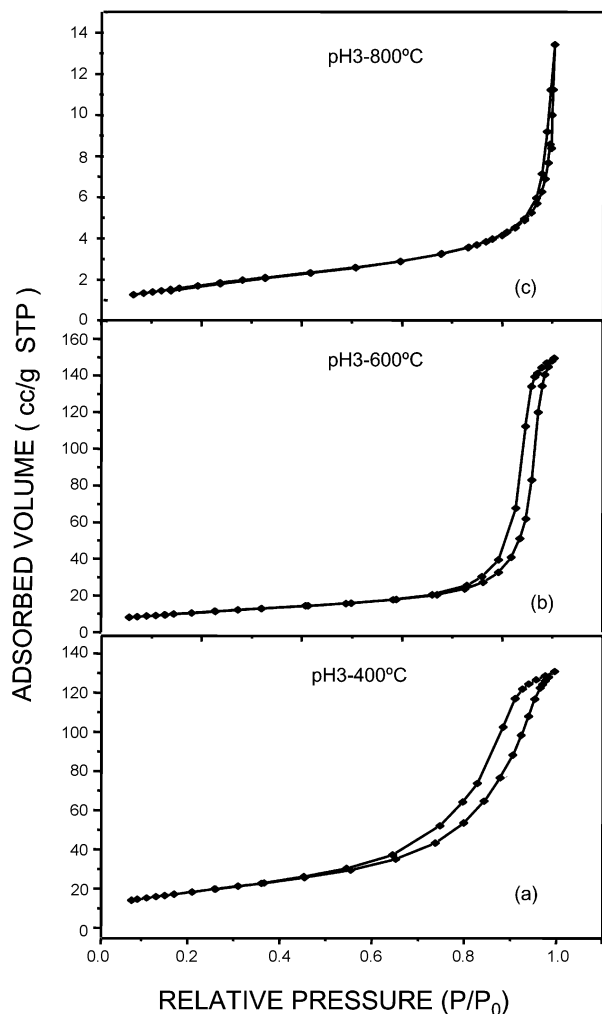 14
12
10
8
6
4
2
0
pH3-800ºC
(c)
160
140
120
100
80
60
40
20
0
pH3-600ºC
(b)
140
120
100
80
60
40
20
0
pH3-400ºC
(a)
0.0 0.2 0.4 0.6 0.8 1.0
ADSORBED VOLUME ( cc/g STP )
RELATIVE PRESSURE (P/P₀)